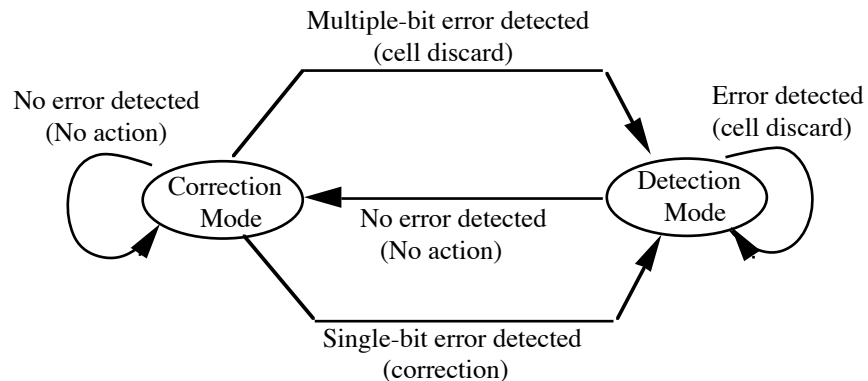 Multiple-bit error detected
(cell discard)
No error detected
(No action)
Error detected
(cell discard)
Correction
Mode
Detection
Mode
No error detected
(No action)
Single-bit error detected
(correction)